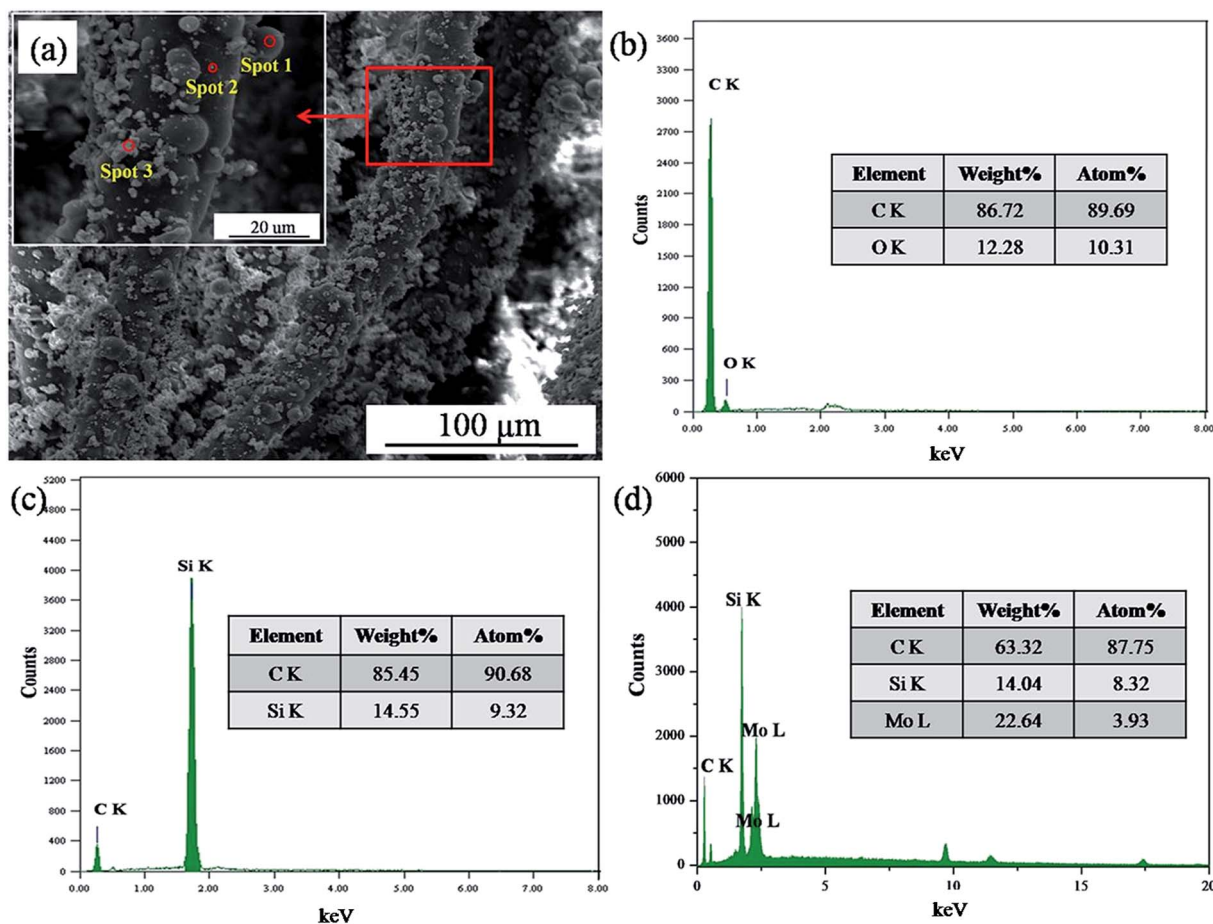 (a)
Spot 1
Spot 2
Spot 3
20 um
100 μm
(b)
3600
3300
3000
2700
2400
2100
1800
1500
1200
900
600
300
0
Counts
C K
O K
Element Weight% Atom%
C K 86.72 89.69
O K 12.28 10.31
0.00 1.00 2.00 3.00 4.00 5.00 6.00 7.00 8.00
keV
(c)
5200
4800
4400
4000
3600
3200
2800
2400
2000
1600
1200
800
400
0
Counts
Si K
C K
Element Weight% Atom%
C K 85.45 90.68
Si K 14.55 9.32
0.00 1.00 2.00 3.00 4.00 5.00 6.00 7.00 8.00
keV
(d)
6000
5000
4000
3000
2000
1000
0
Counts
Si K
Mo L
C K
Mo L
Element Weight% Atom%
C K 63.32 87.75
Si K 14.04 8.32
Mo L 22.64 3.93
0 5 10 15 20
keV